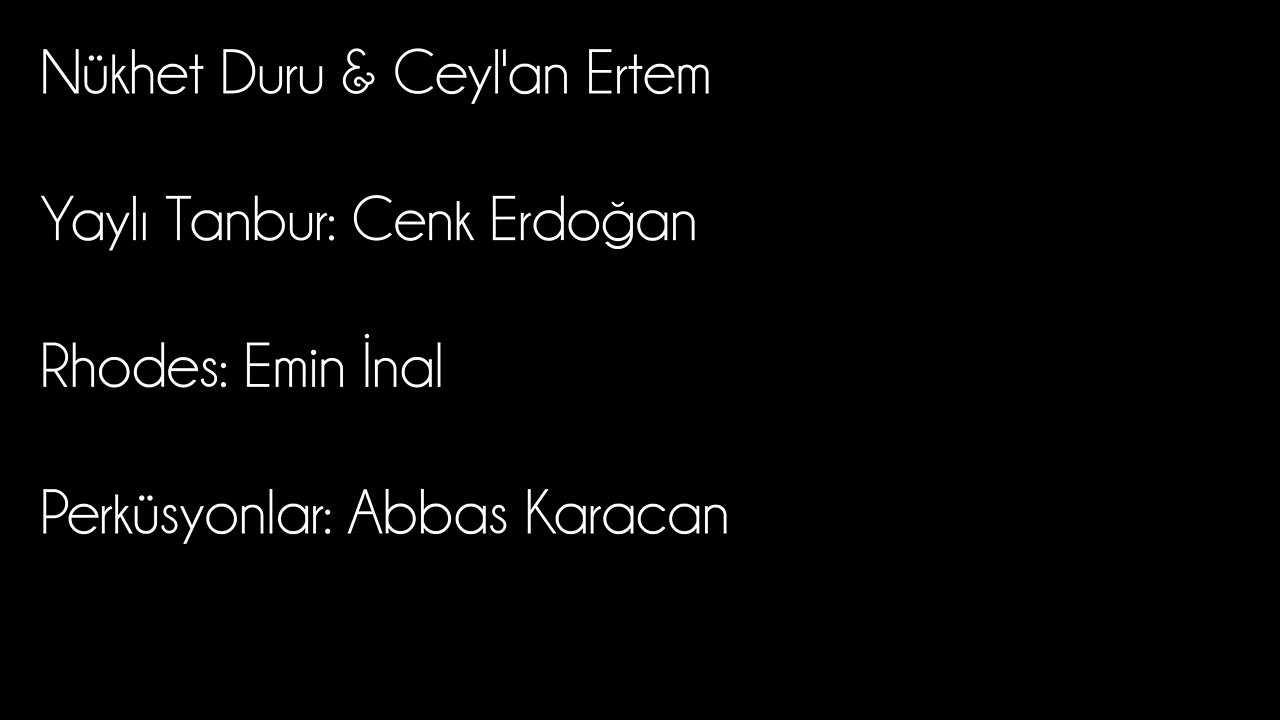 Nükhet Duru & Ceyl'an Ertem
Yaylı Tanbur: Cenk Erdoğan
Rhodes: Emin İnal
Perküsyonlar: Abbas Karacan